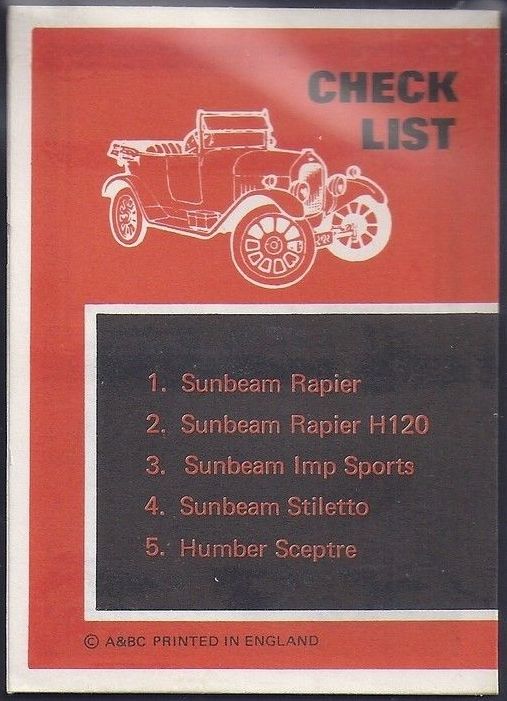 CHECK
LIST
1. Sunbeam Rapier
2. Sunbeam Rapier H120
3. Sunbeam Imp Sports
4. Sunbeam Stiletto
5. Humber Sceptre
© A&BC PRINTED IN ENGLAND